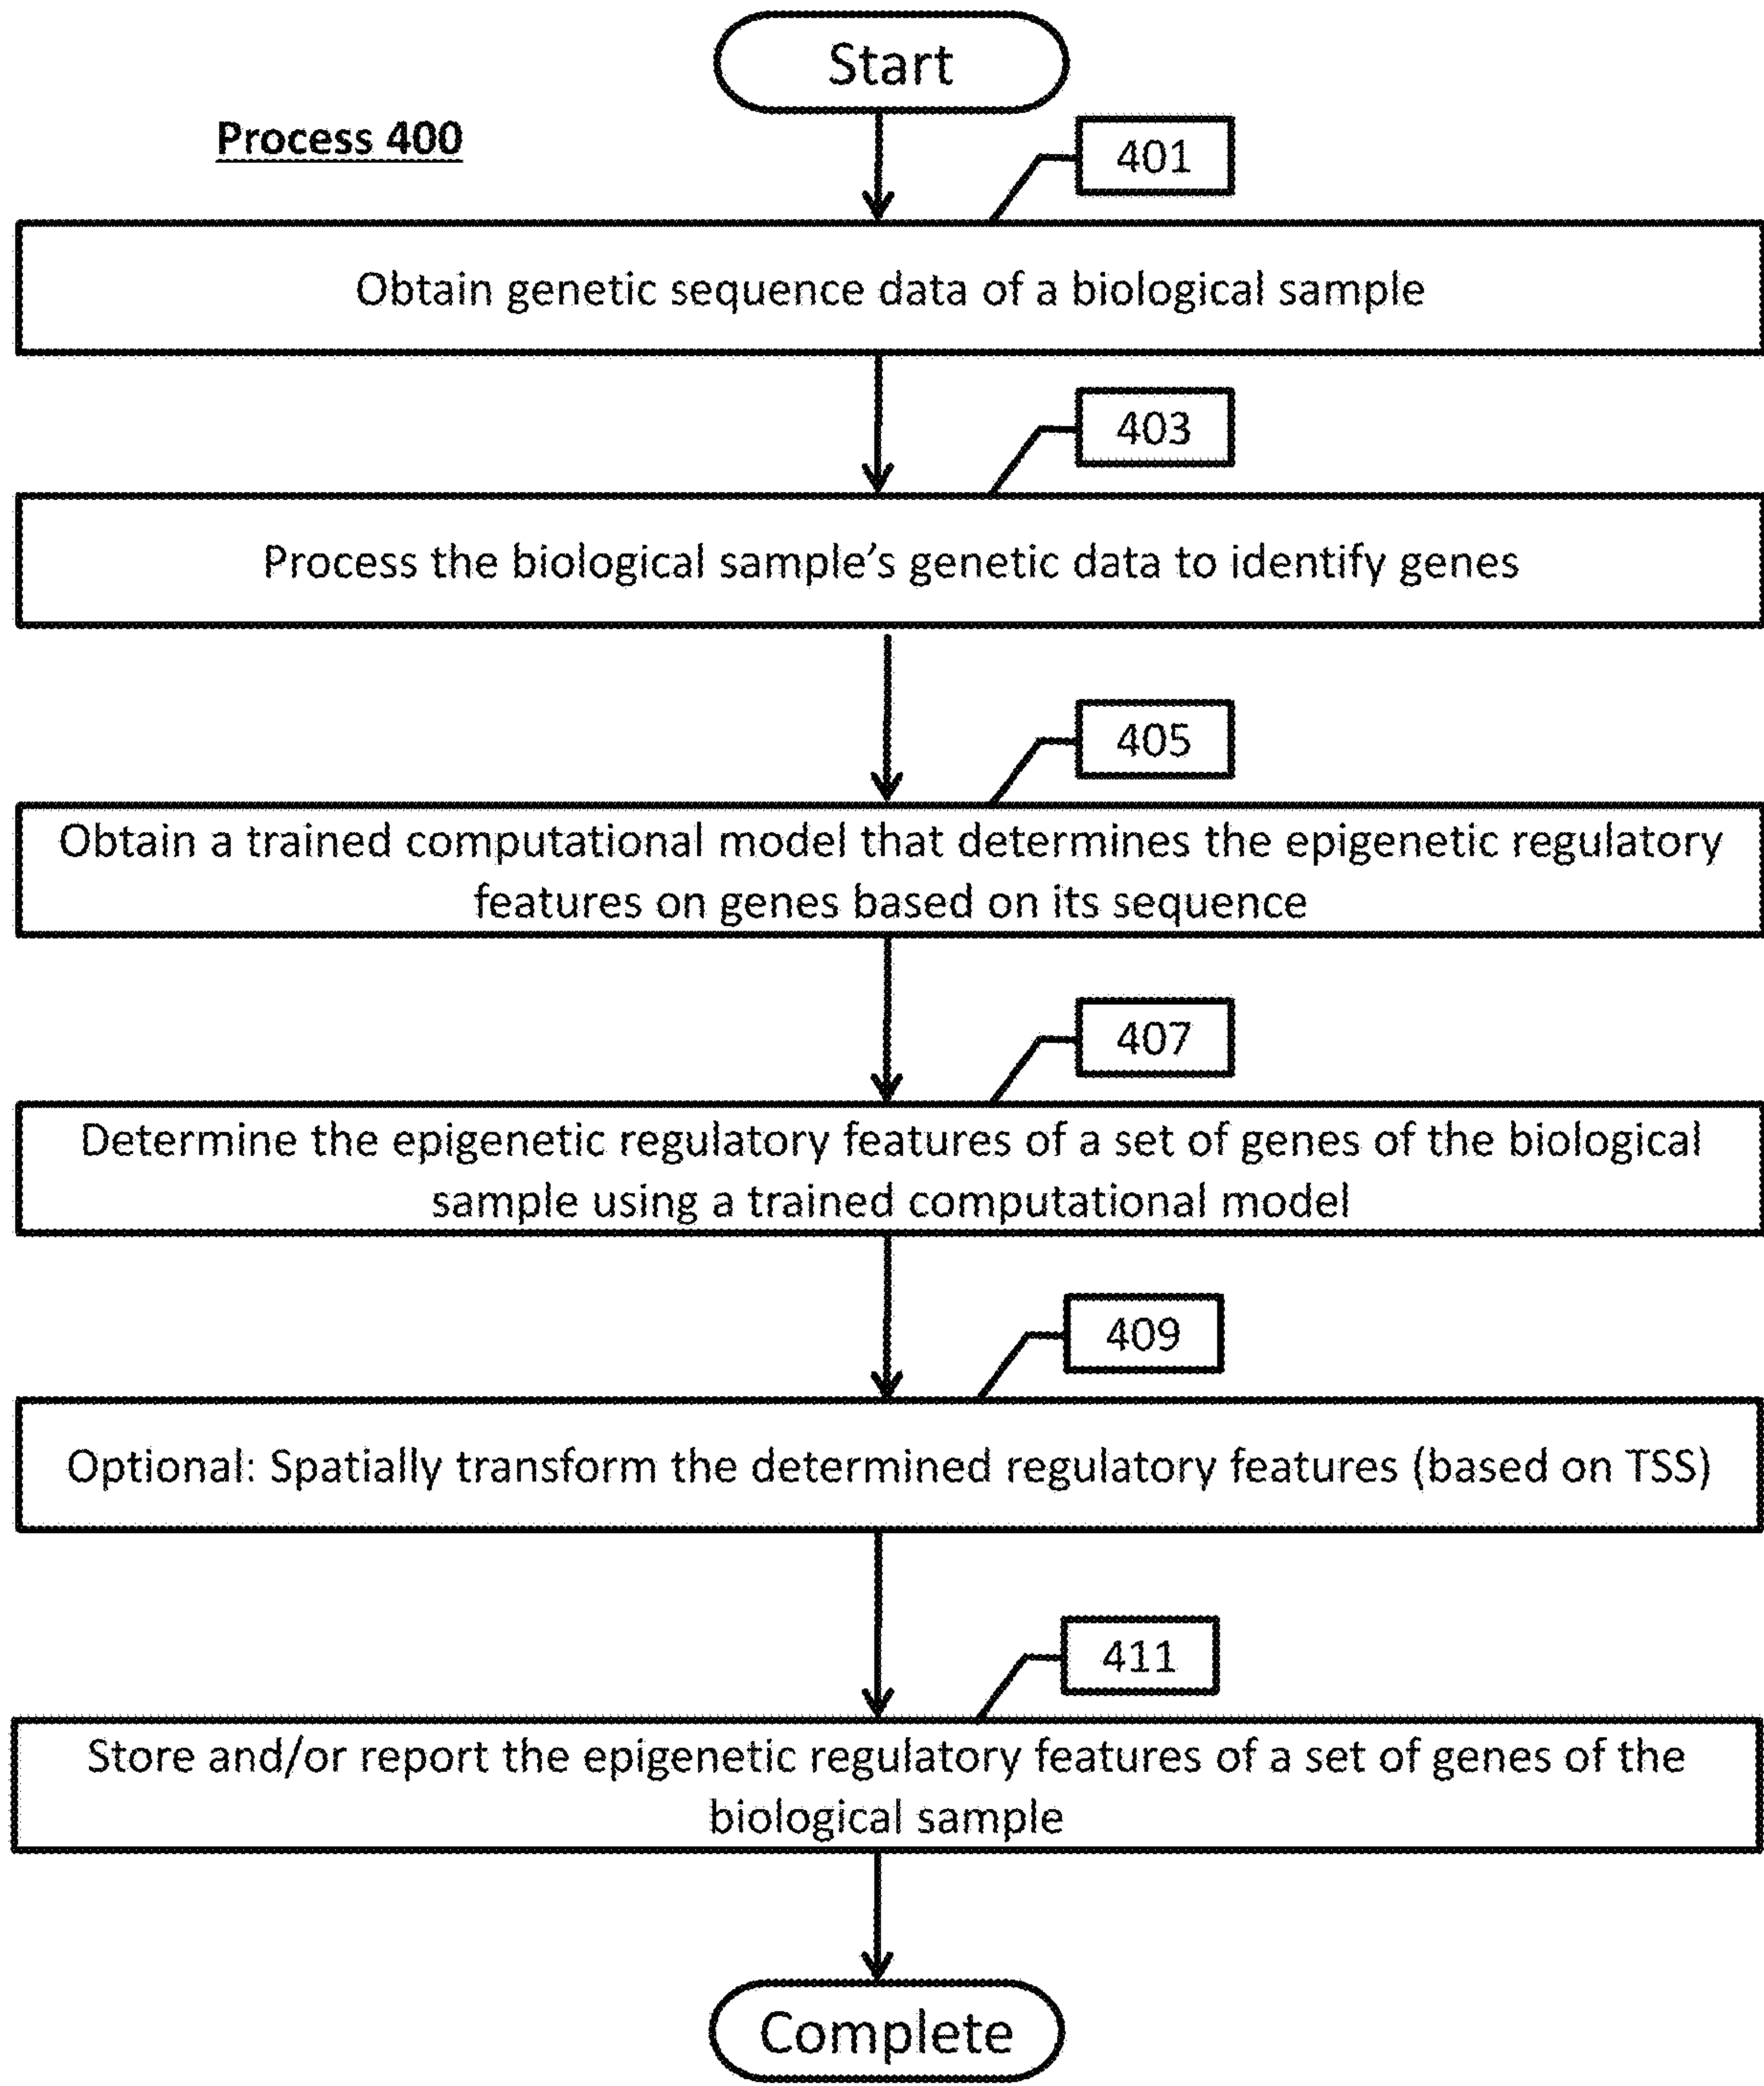 Start
Process 400
401
Obtain genetic sequence data of a biological sample
403
Process the biological sample's genetic data to identify genes
405
Obtain a trained computational model that determines the epigenetic regulatory
features on genes based on its sequence
407
Determine the epigenetic regulatory features of a set of genes of the biological
sample using a trained computational model
409
Optional: Spatially transform the determined regulatory features (based on TSS)
411
Store and/or report the epigenetic regulatory features of a set of genes of the
biological sample
Complete